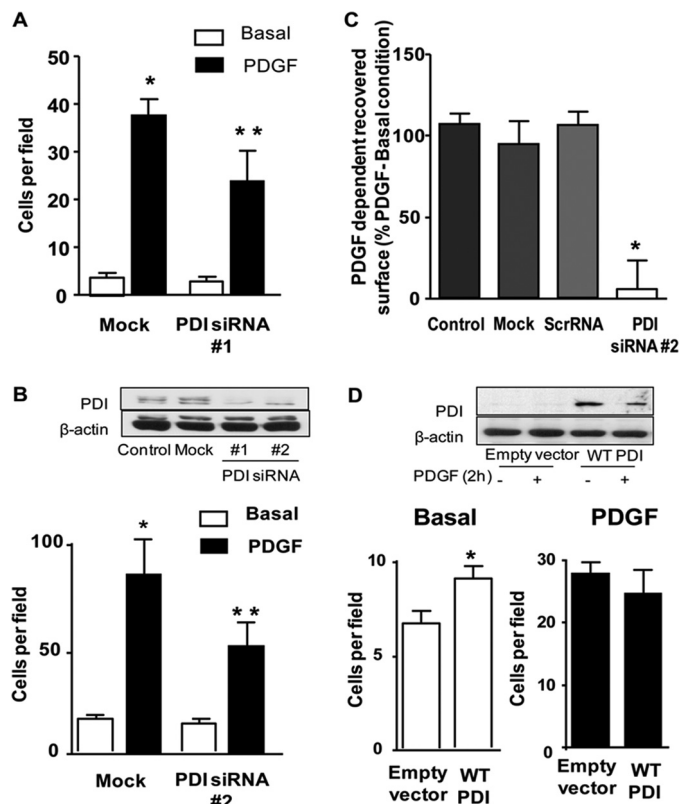 A
Basal
PDGF
50
40
30
20
10
0
Cells per field
*
**
Mock
PDI siRNA
#1
C
PDGF dependent recovered
surface (% PDGF- Basal condition)
150
100
50
0
*
Control
Mock
ScrRNA
PDI
siRNA #2
B
PDI
β-actin
Control Mock #1 #2
PDI siRNA
Basal
PDGF
100
50
0
Cells per field
*
**
Mock
PDI siRNA
#2
D
PDI
β-actin
Empty vector WT PDI
PDGF (2h) - + - +
Basal
10
5
0
Cells per field
*
Empty
vector
WT
PDI
PDGF
30
20
10
0
Cells per field
Empty
vector
WT
PDI